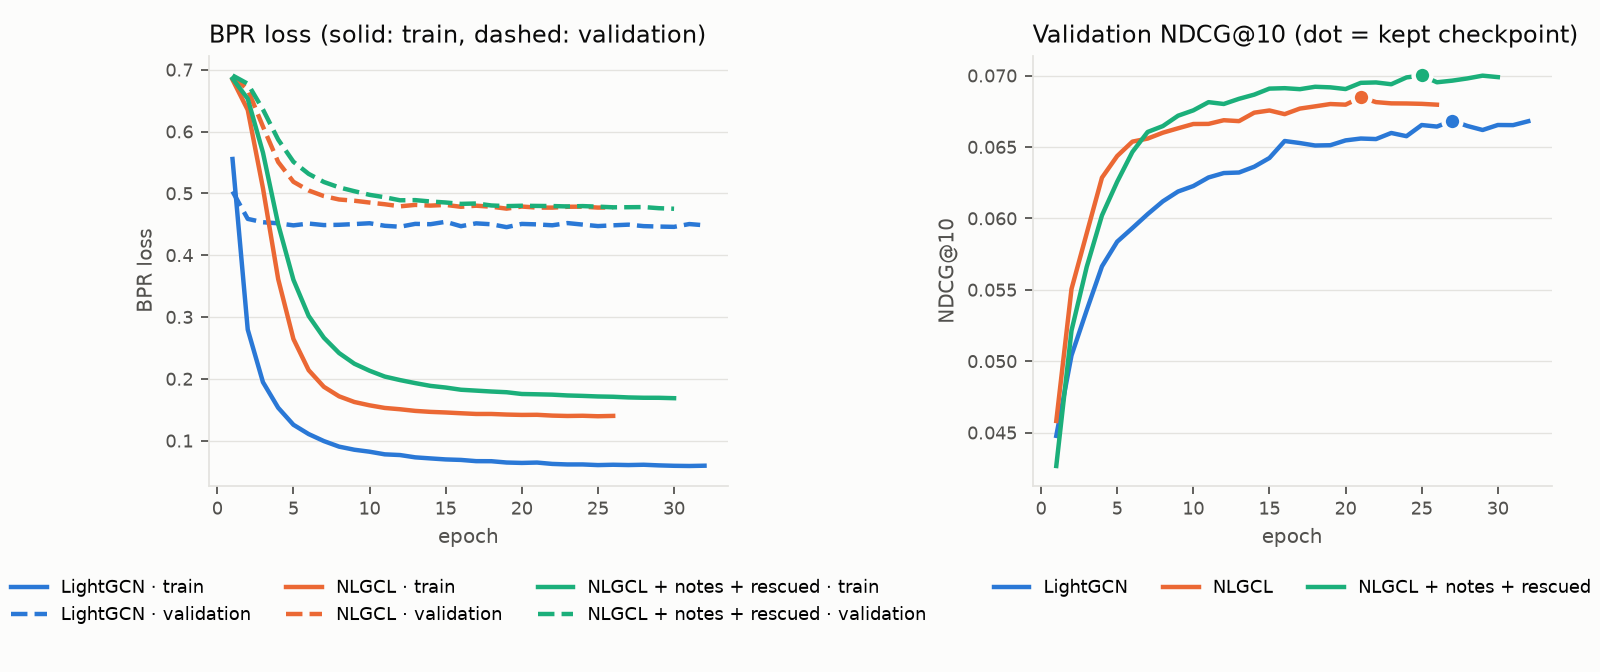 BPR loss (solid: train, dashed: validation)
0.7
0.6
0.5
0.4
0.3
0.2
0.1
BPR loss
0 5 10 15 20 25 30
epoch
LightGCN · train NLGCL · train NLGCL + notes + rescued · train
LightGCN · validation NLGCL · validation NLGCL + notes + rescued · validation
Validation NDCG@10 (dot = kept checkpoint)
0.070
0.065
0.060
0.055
0.050
0.045
NDCG@10
0 5 10 15 20 25 30
epoch
LightGCN NLGCL NLGCL + notes + rescued